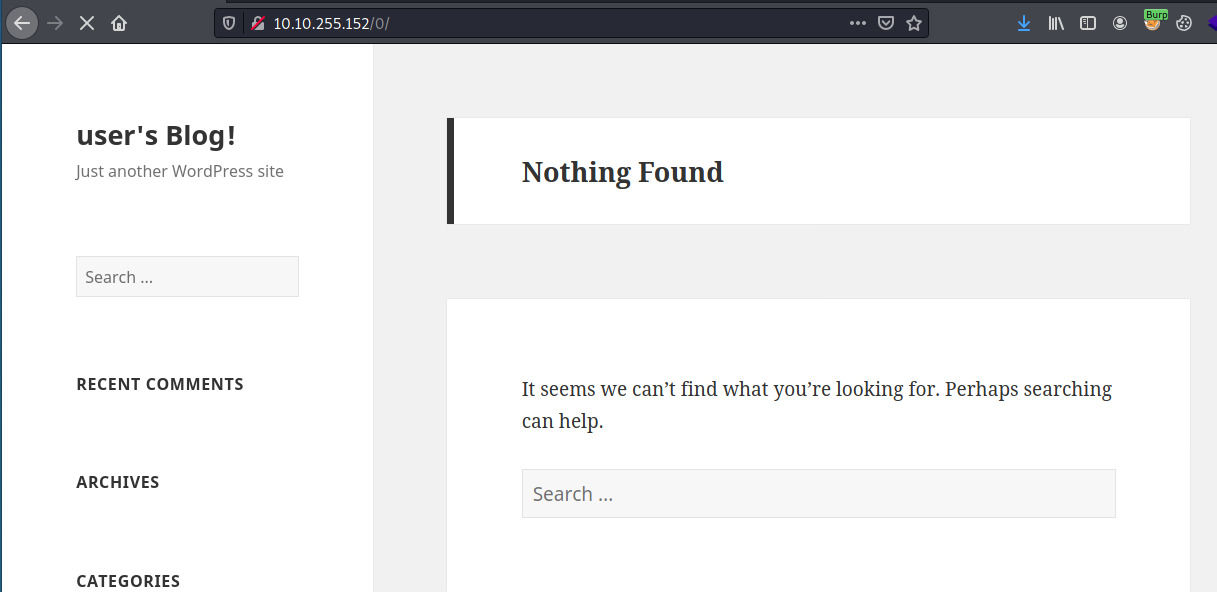 10.10.255.152/0/
Burp
user's Blog!
Just another WordPress site
Search ...
RECENT COMMENTS
ARCHIVES
CATEGORIES
Nothing Found
It seems we can’t find what you’re looking for. Perhaps searching
can help.
Search ...